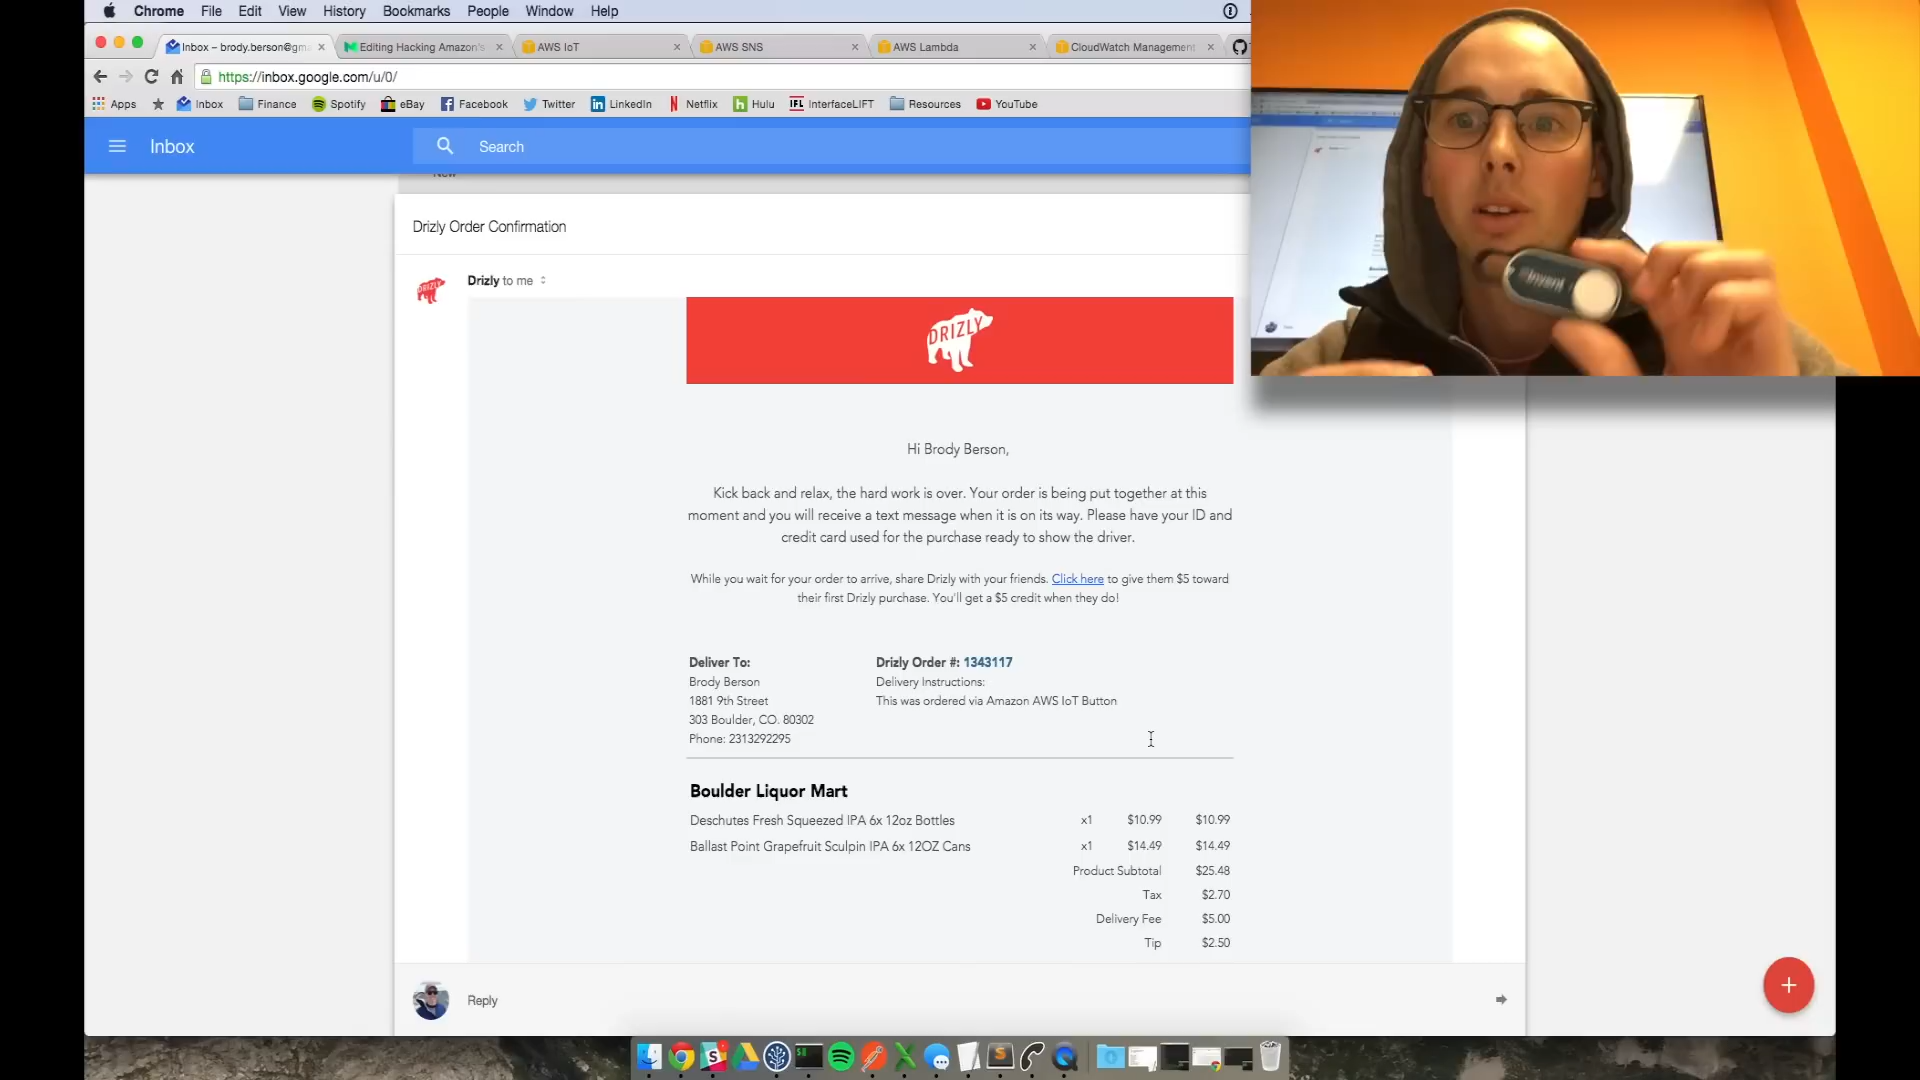 Chrome File Edit View History Bookmarks People Window Help
Inbox – brody.berson@gm
Editing Hacking Amazon's
AWS IoT
AWS SNS
AWS Lambda
CloudWatch Management
https://inbox.google.com/u/0/
Apps Inbox Finance Spotify eBay Facebook Twitter LinkedIn Netflix Hulu IFL InterfaceLIFT Resources YouTube
Inbox
Search
New
Drizly Order Confirmation
DRIZLY
Drizly to me
DRIZLY
Hi Brody Berson,
Kick back and relax, the hard work is over. Your order is being put together at this
moment and you will receive a text message when it is on its way. Please have your ID and
credit card used for the purchase ready to show the driver.
While you wait for your order to arrive, share Drizly with your friends. Click here to give them $5 toward
their first Drizly purchase. You'll get a $5 credit when they do!
Deliver To:
Brody Berson
1881 9th Street
303 Boulder, CO. 80302
Phone: 2313292295
Drizly Order #: 1343117
Delivery Instructions:
This was ordered via Amazon AWS IoT Button
Boulder Liquor Mart
Deschutes Fresh Squeezed IPA 6x 12oz Bottles x1 $10.99 $10.99
Ballast Point Grapefruit Sculpin IPA 6x 12OZ Cans x1 $14.49 $14.49
Product Subtotal $25.48
Tax $2.70
Delivery Fee $5.00
Tip $2.50
Reply